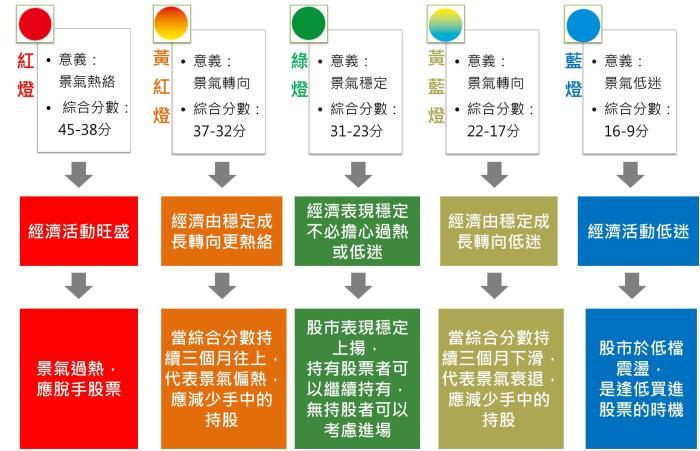 紅
燈
• 意義：
景氣熱絡
• 綜合分數：
45-38分
經濟活動旺盛
景氣過熱，
應脫手股票
黃
紅
燈
• 意義：
景氣轉向
• 綜合分數：
37-32分
經濟由穩定成
長轉向更熱絡
當綜合分數持
續三個月往上，
代表景氣偏熱，
應減少手中的
持股
綠
燈
• 意義：
景氣穩定
• 綜合分數：
31-23分
經濟表現穩定
不必擔心過熱
或低迷
股市表現穩定
上揚，
持有股票者可
以繼續持有，
無持股者可以
考慮進場
黃
藍
燈
• 意義：
景氣轉向
• 綜合分數：
22-17分
經濟由穩定成
長轉向低迷
當綜合分數持
續三個月下滑，
代表景氣衰退，
應減少手中的
持股
藍
燈
• 意義：
景氣低迷
• 綜合分數：
16-9分
經濟活動低迷
股市於低檔
震盪，
是逢低買進
股票的時機